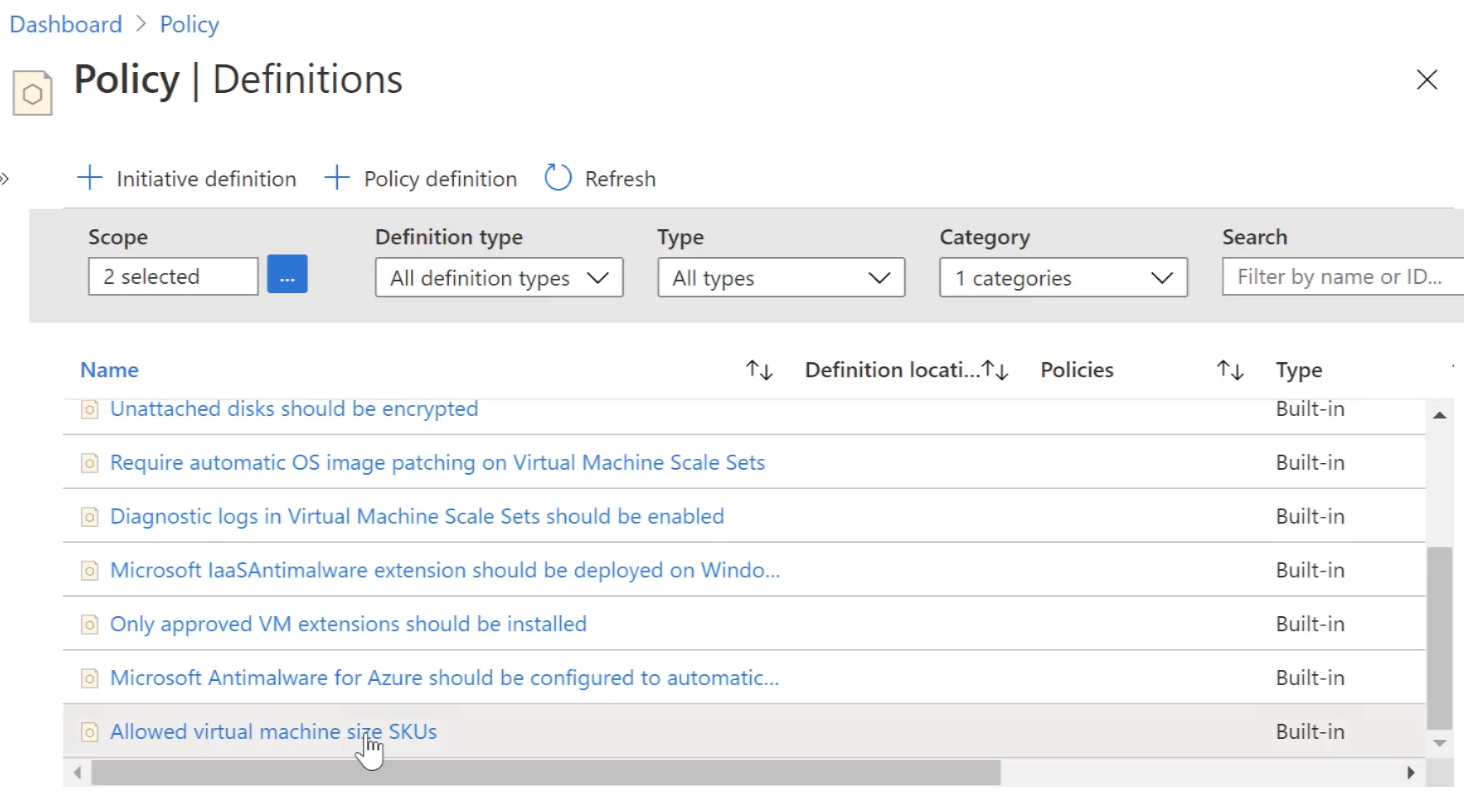 Dashboard > Policy
Policy | Definitions
Initiative definition Policy definition Refresh
Scope Definition type Type Category Search
2 selected ... All definition types All types 1 categories Filter by name or ID...
Name Definition locati... Policies Type
Unattached disks should be encrypted Built-in
Require automatic OS image patching on Virtual Machine Scale Sets Built-in
Diagnostic logs in Virtual Machine Scale Sets should be enabled Built-in
Microsoft IaaSAntimalware extension should be deployed on Windo... Built-in
Only approved VM extensions should be installed Built-in
Microsoft Antimalware for Azure should be configured to automatic... Built-in
Allowed virtual machine size SKUs Built-in